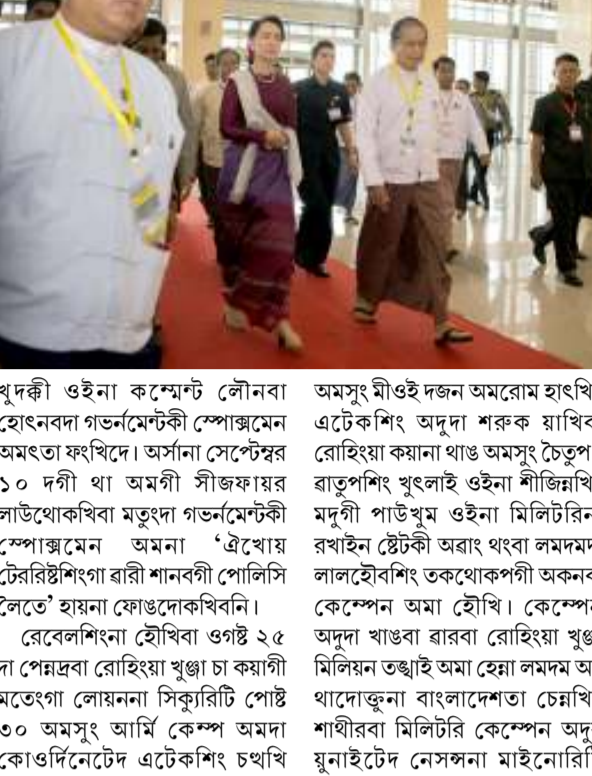 খুদক্কী ওইনা কম্মেন্ট লৌনবা
হোৎনবদা গভর্নমেন্টকী স্পোক্সমেন
অমৎতা ফংখিদে। অর্সানা সেপ্টেম্বর
১০ দগী থা অমগী সীজফায়র
লাউথোকখিবা মতুংদা গভর্নমেন্টকী
স্পোক্সমেন অমনা ‘ঐখোয়
টেররিষ্টশিংগা ৱারী শানবগী পোলিসি
লৈতে’ হায়না ফোঙদোকখিবনি।
রেবেলশিংনা হৌখিবা ওগষ্ট ২৫
দা পেন্নদ্রবা রোহিংয়া খুঞ্জা চা কয়াগী
মতেংগা লোয়ননা সিক্যুরিটি পোষ্ট
৩০ অমসুং আর্মি কেম্প অমদা
কোওর্দিনেটেদ এটেকশিং চত্থখি
অমসুং মীওই দজন অমরোম হাৎখি
এটেকশিং অদুদা শরুক য়াখিব
রোহিংয়া কয়ানা থাঙ অমসুং চৈতুপ
ৱাতুপশিং খুৎলাই ওইনা শীজিন্নখি
মদুগী পাউখুম ওইনা মিলিটরিন
রখাইন ষ্টেটকী অৱাং থংবা লমদমদ
লালহৌবশিং তকথোকপগী অকনব
কেম্পেন অমা হৌখি। কেম্পেন
অদুদা খাঙবা ৱারবা রোহিংয়া খুঞ্জ
মিলিয়ন তঙ্খাই অমা হেন্না লমদম অ
থাদোক্তুনা বাংলাদেশতা চেন্নখি
শাথীরবা মিলিটরি কেম্পেন অদু
য়ুনাইটেদ নেসন্সনা মাইনোরিটি